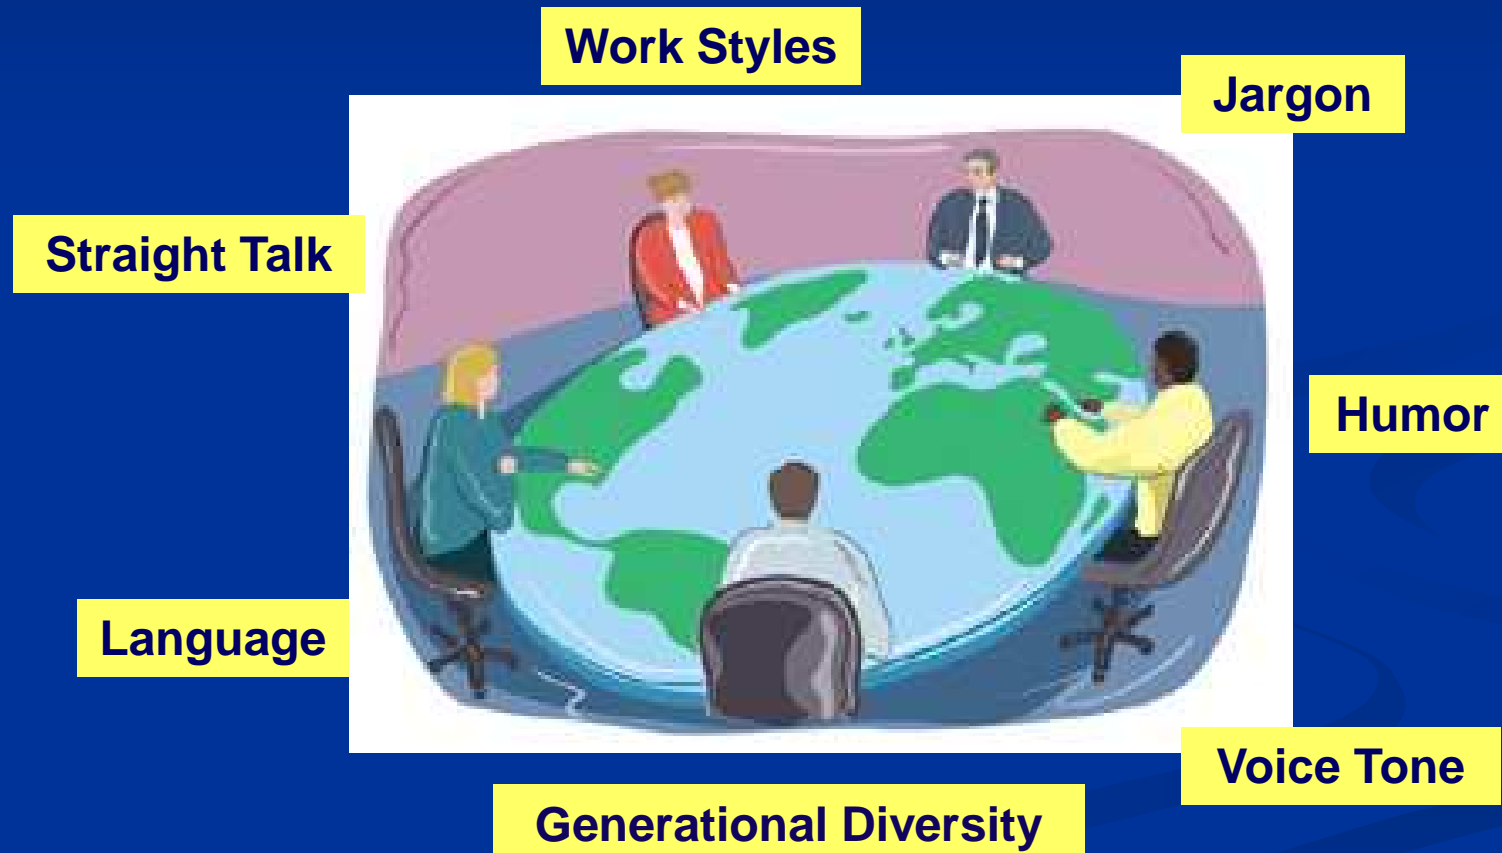 Work Styles
Jargon
Straight Talk
Humor
Language
Voice Tone
Generational Diversity